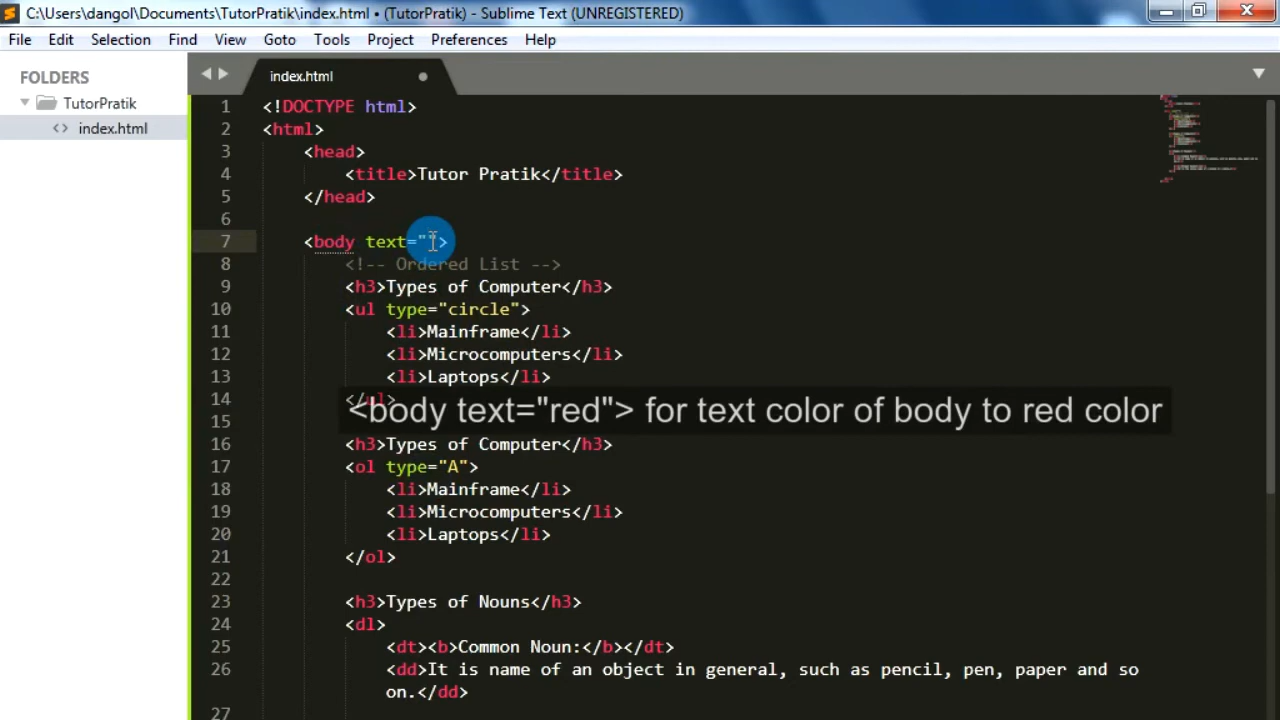 C:\Users\dangol\Documents\TutorPratik\index.html • (TutorPratik) - Sublime Text (UNREGISTERED)
File Edit Selection Find View Goto Tools Project Preferences Help
FOLDERS
TutorPratik
<> index.html
index.html
1 <!DOCTYPE html>
2 <html>
3 <head>
4 <title>Tutor Pratik</title>
5 </head>
6
7 <body text="">
8 <!-- Ordered List -->
9 <h3>Types of Computer</h3>
10 <ul type="circle">
11 <li>Mainframe</li>
12 <li>Microcomputers</li>
13 <li>Laptops</li>
14 </ul>
<body text="red"> for text color of body to red color
15
16 <h3>Types of Computer</h3>
17 <ol type="A">
18 <li>Mainframe</li>
19 <li>Microcomputers</li>
20 <li>Laptops</li>
21 </ol>
22
23 <h3>Types of Nouns</h3>
24 <dl>
25 <dt><b>Common Noun:</b></dt>
26 <dd>It is name of an object in general, such as pencil, pen, paper and so
on.</dd>
27